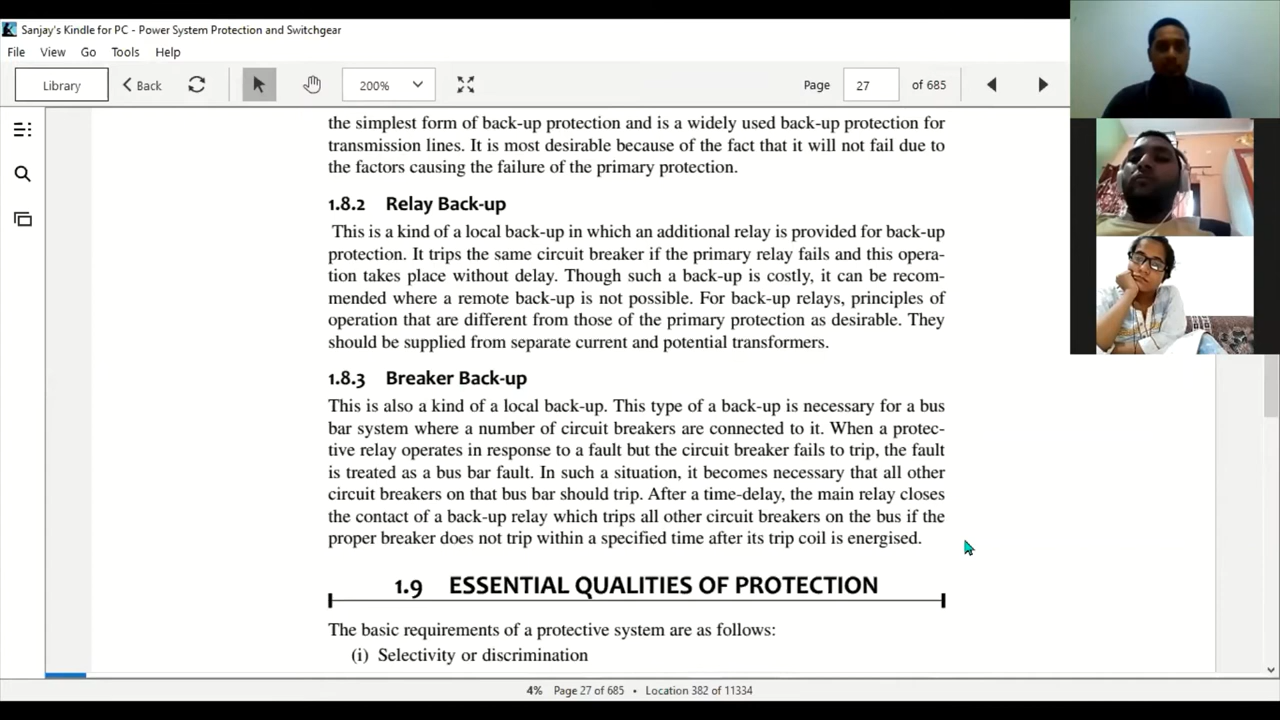 Sanjay's Kindle for PC - Power System Protection and Switchgear
File View Go Tools Help
Library Back 200% Page 27 of 685
the simplest form of back-up protection and is a widely used back-up protection for
transmission lines. It is most desirable because of the fact that it will not fail due to
the factors causing the failure of the primary protection.
1.8.2 Relay Back-up
This is a kind of a local back-up in which an additional relay is provided for back-up
protection. It trips the same circuit breaker if the primary relay fails and this opera-
tion takes place without delay. Though such a back-up is costly, it can be recom-
mended where a remote back-up is not possible. For back-up relays, principles of
operation that are different from those of the primary protection as desirable. They
should be supplied from separate current and potential transformers.
1.8.3 Breaker Back-up
This is also a kind of a local back-up. This type of a back-up is necessary for a bus
bar system where a number of circuit breakers are connected to it. When a protec-
tive relay operates in response to a fault but the circuit breaker fails to trip, the fault
is treated as a bus bar fault. In such a situation, it becomes necessary that all other
circuit breakers on that bus bar should trip. After a time-delay, the main relay closes
the contact of a back-up relay which trips all other circuit breakers on the bus if the
proper breaker does not trip within a specified time after its trip coil is energised.
1.9 ESSENTIAL QUALITIES OF PROTECTION
The basic requirements of a protective system are as follows:
(i) Selectivity or discrimination
4% Page 27 of 685 • Location 382 of 11334